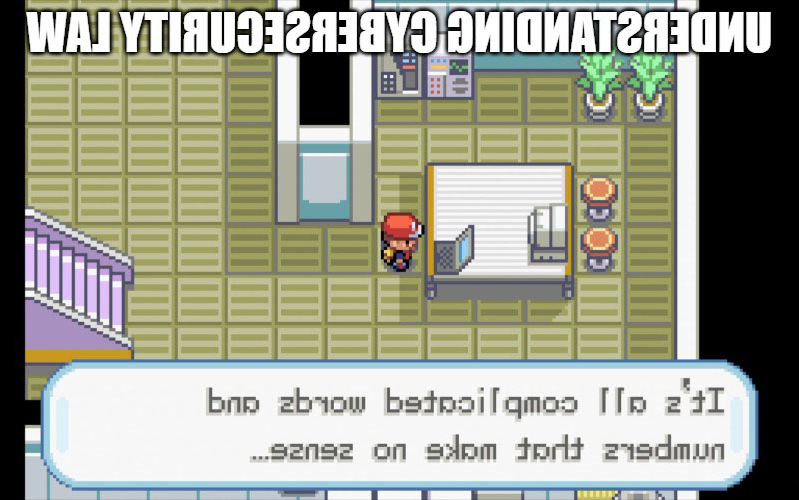 UNDERSTANDING CYBERSECURITY LAW
It's all complicated words and
numbers that make no sense...